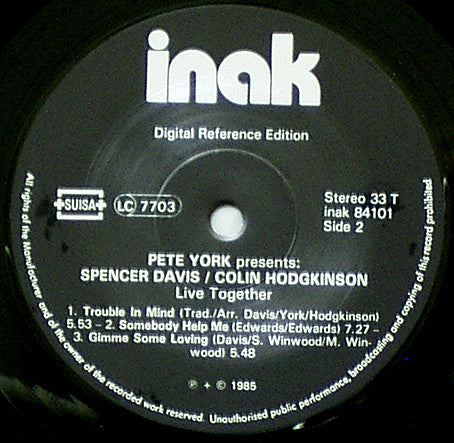 inak
Digital Reference Edition
SUISA
LC 7703
Stereo 33 T
inak 84101
Side 2
PETE YORK presents:
SPENCER DAVIS / COLIN HODGKINSON
Live Together
1. Trouble In Mind (Trad./Arr. Davis/York/Hodgkinson)
5.53 – 2. Somebody Help Me (Edwards/Edwards) 7.27 –
3. Gimme Some Loving (Davis/S. Winwood/M. Win-
wood) 5.48
℗ + © 1985
All rights of the Manufacturer and of the owner of the recorded work reserved. Unauthorised public performance, broadcasting and copying of this record prohibited